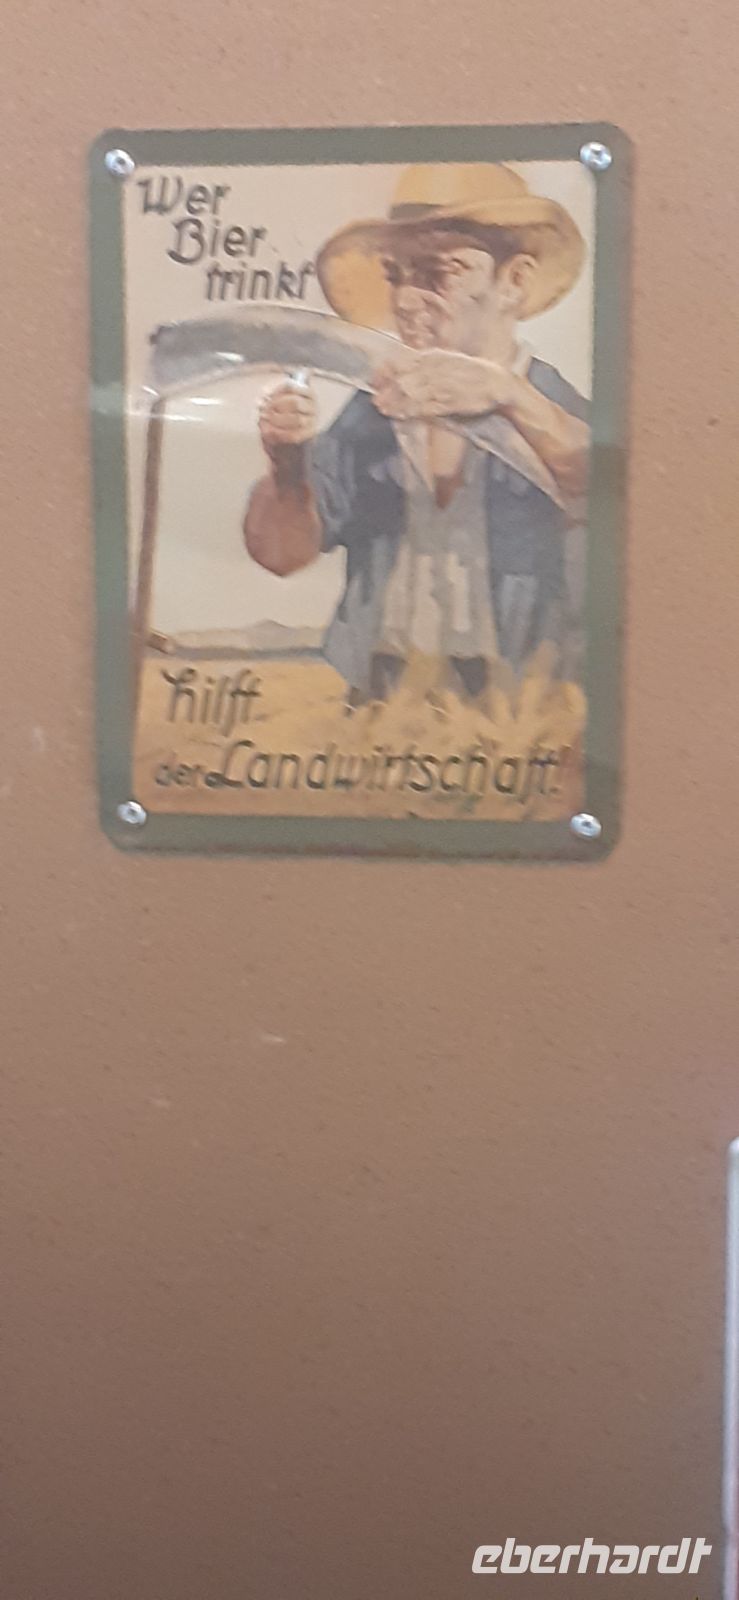 Wer
Bier
trinkt
hilft
der Landwirtschaft!
eberhardt